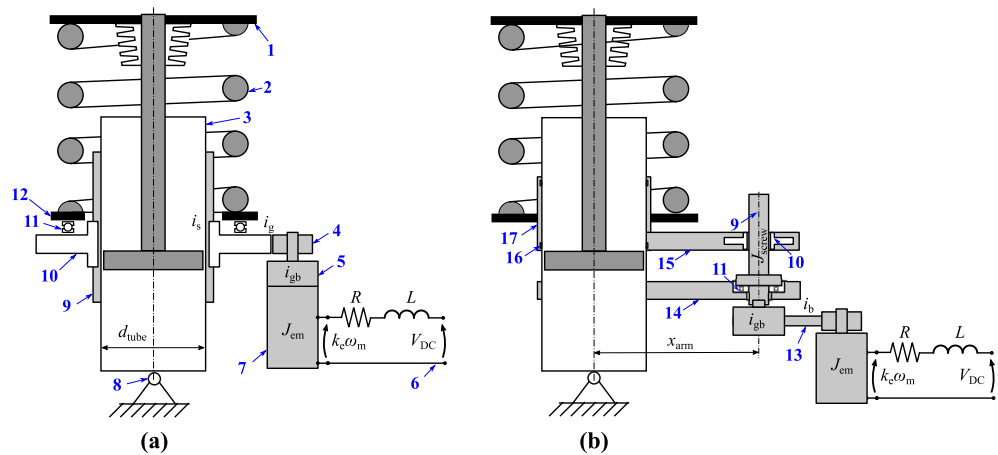 1
2
3
12
11
i_s
i_g
4
10
5
i_gb
9
R
L
d_tube
J_em
k_eω_m
V_DC
7
8
6
(a)
9
17
J_screw
10
16
15
11
14
i_gb
i_b
x_arm
13
R
L
J_em
k_eω_m
V_DC
(b)